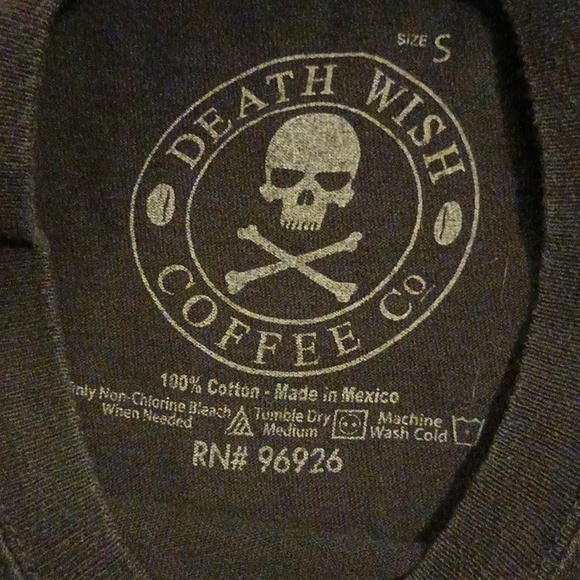 SIZE S
DEATH WISH
COFFEE Co
100% Cotton - Made in Mexico
Only Non-Chlorine Bleach
When Needed
Tumble Dry
Medium
Machine
Wash Cold
RN# 96926